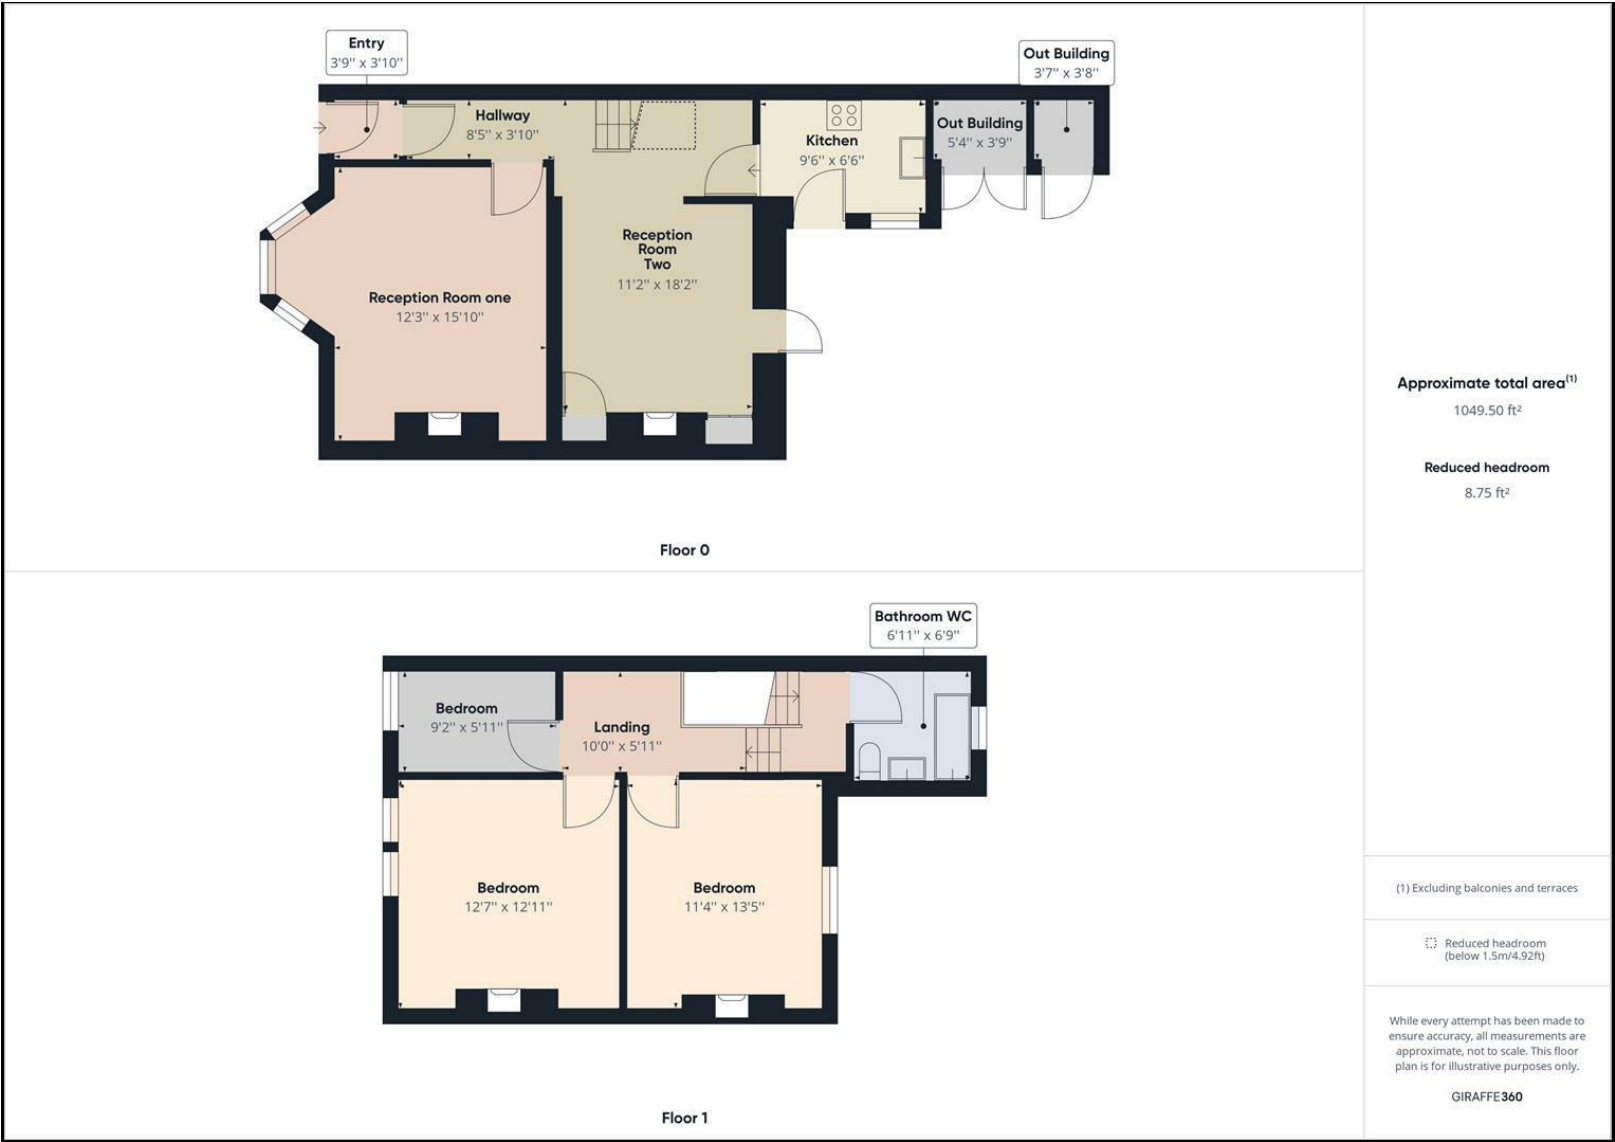 Entry
3'9'' x 3'10''
Out Building
3'7'' x 3'8''
Hallway
8'5'' x 3'10''
Kitchen
9'6'' x 6'6''
Out Building
5'4'' x 3'9''
Reception
Room
Two
11'2'' x 18'2''
Reception Room one
12'3'' x 15'10''
Floor 0
Bathroom WC
6'11'' x 6'9''
Bedroom
9'2'' x 5'11''
Landing
10'0'' x 5'11''
Bedroom
12'7'' x 12'11''
Bedroom
11'4'' x 13'5''
Floor 1
Approximate total area(1)
1049.50 ft²
Reduced headroom
8.75 ft²
(1) Excluding balconies and terraces
Reduced headroom
(below 1.5m/4.92ft)
While every attempt has been made to
ensure accuracy, all measurements are
approximate, not to scale. This floor
plan is for illustrative purposes only.
GIRAFFE360